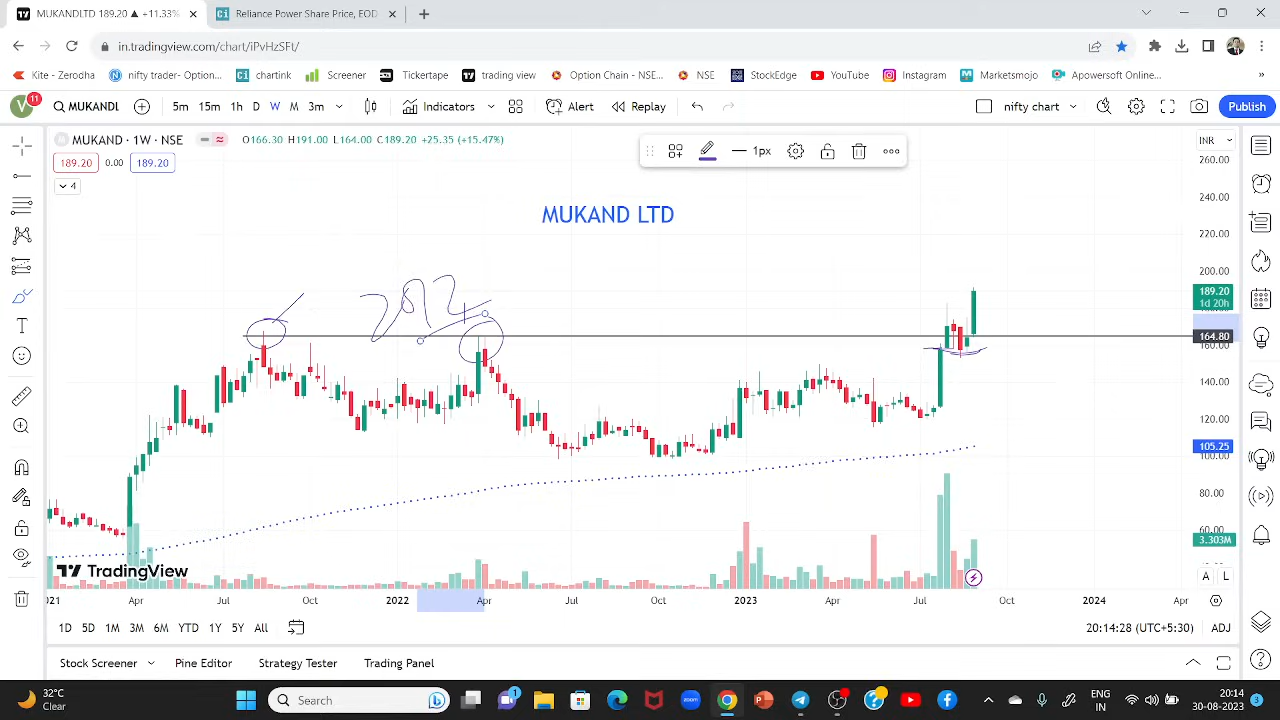 MUKANDLTD 189.20 ▲ +11.33%
Reliance Power Share Price, EOD
in.tradingview.com/chart/iPVHzSFt/
Kite - Zerodha
nifty trader- Option...
chartink
Screener
Tickertape
trading view
Option Chain - NSE...
NSE
StockEdge
YouTube
Instagram
Marketsmojo
Apowersoft Online...
»
V
11
MUKANDL
5m 15m 1h D W M 3m
Indicators
Alert
Replay
nifty chart
Publish
MUKAND · 1W · NSE
O166.30 H191.00 L164.00 C189.20 +25.35 (+15.47%)
189.20 0.00 189.20
4
1px
INR
MUKAND LTD
260.00
240.00
220.00
200.00
189.20
1d 20h
164.80
160.00
140.00
120.00
105.25
100.00
80.00
60.00
3.303M
TradingView
A L
Apr Jul Oct 2022 Apr Jul Oct 2023 Apr Jul Oct 2024 Apr
1D 5D 1M 3M 6M YTD 1Y 5Y All
20:14:28 (UTC+5:30) ADJ
Stock Screener Pine Editor Strategy Tester Trading Panel
32°C
Clear
Search
1
zoom
ENG
IN
20:14
30-08-2023
3